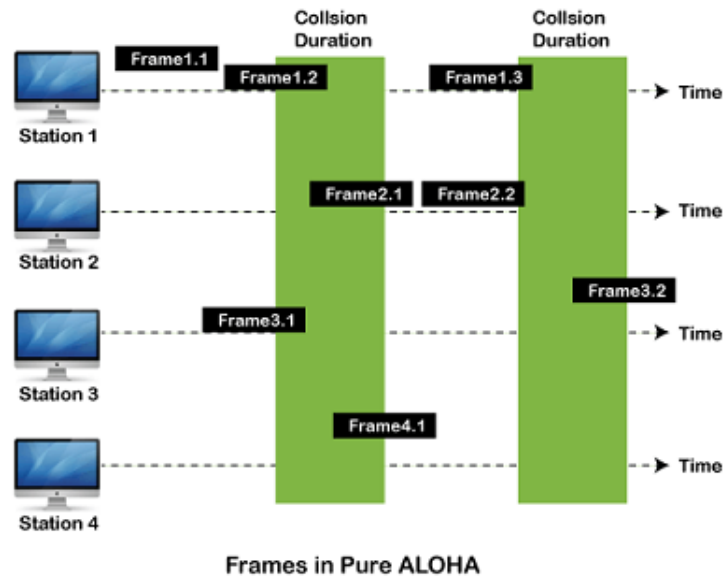 Collsion
Duration
Collsion
Duration
Frame1.1
Frame1.2
Frame1.3
Time
Station 1
Frame2.1
Frame2.2
Time
Station 2
Frame3.2
Frame3.1
Time
Station 3
Frame4.1
Time
Station 4
Frames in Pure ALOHA